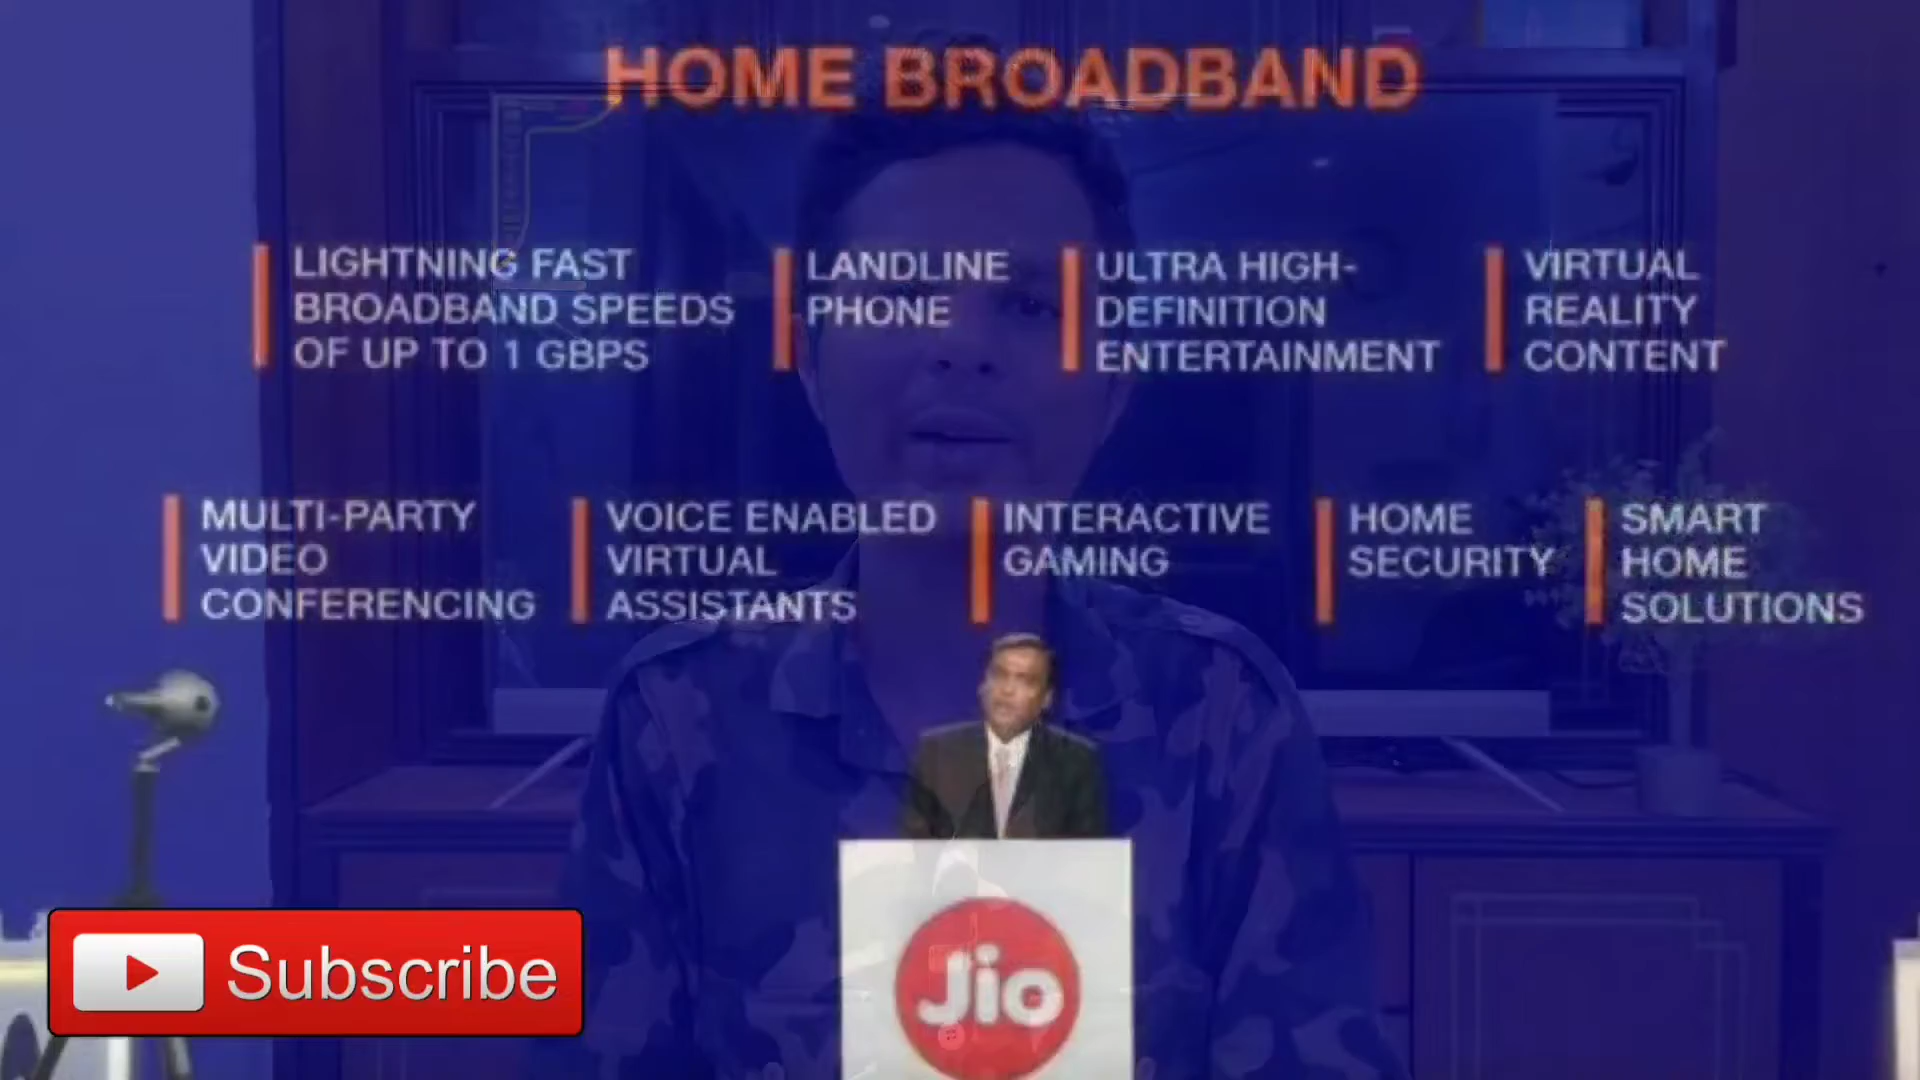 HOME BROADBAND
LIGHTNING FAST
BROADBAND SPEEDS
OF UP TO 1 GBPS
LANDLINE
PHONE
ULTRA HIGH-
DEFINITION
ENTERTAINMENT
VIRTUAL
REALITY
CONTENT
MULTI-PARTY
VIDEO
CONFERENCING
VOICE ENABLED
VIRTUAL
ASSISTANTS
INTERACTIVE
GAMING
HOME
SECURITY
SMART
HOME
SOLUTIONS
Jio
Subscribe